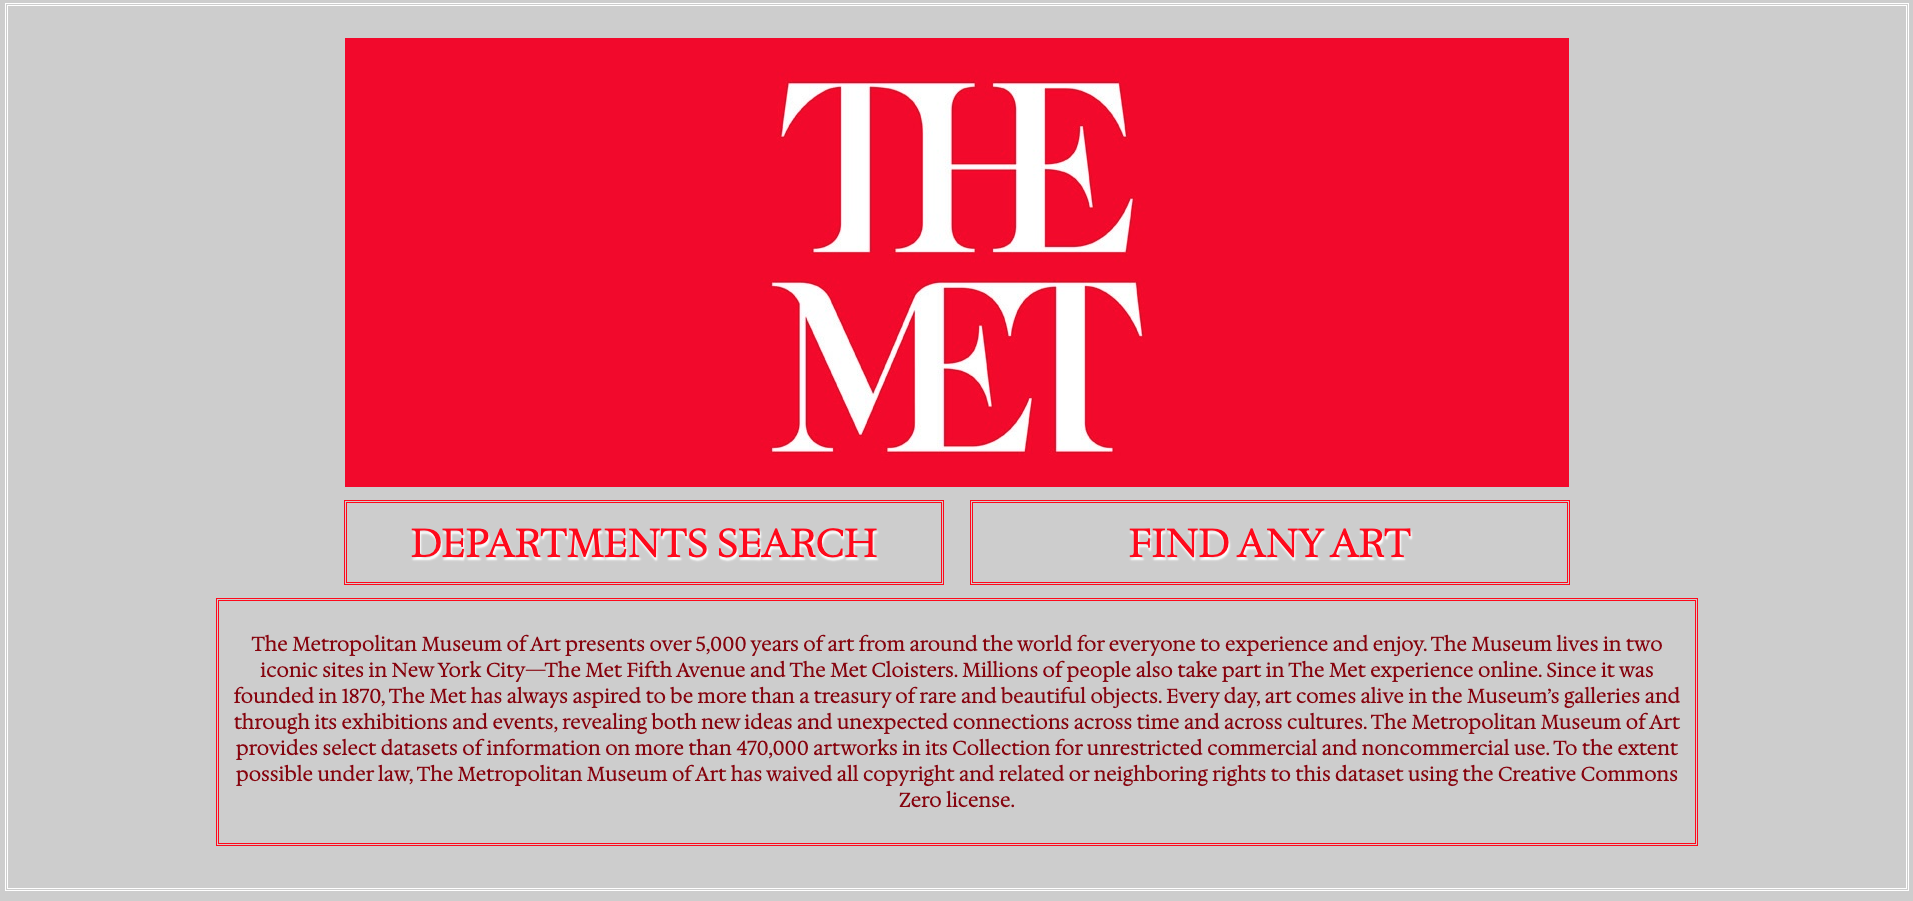 THE
MET
DEPARTMENTS SEARCH
FIND ANY ART
The Metropolitan Museum of Art presents over 5,000 years of art from around the world for everyone to experience and enjoy. The Museum lives in two
iconic sites in New York City—The Met Fifth Avenue and The Met Cloisters. Millions of people also take part in The Met experience online. Since it was
founded in 1870, The Met has always aspired to be more than a treasury of rare and beautiful objects. Every day, art comes alive in the Museum’s galleries and
through its exhibitions and events, revealing both new ideas and unexpected connections across time and across cultures. The Metropolitan Museum of Art
provides select datasets of information on more than 470,000 artworks in its Collection for unrestricted commercial and noncommercial use. To the extent
possible under law, The Metropolitan Museum of Art has waived all copyright and related or neighboring rights to this dataset using the Creative Commons
Zero license.